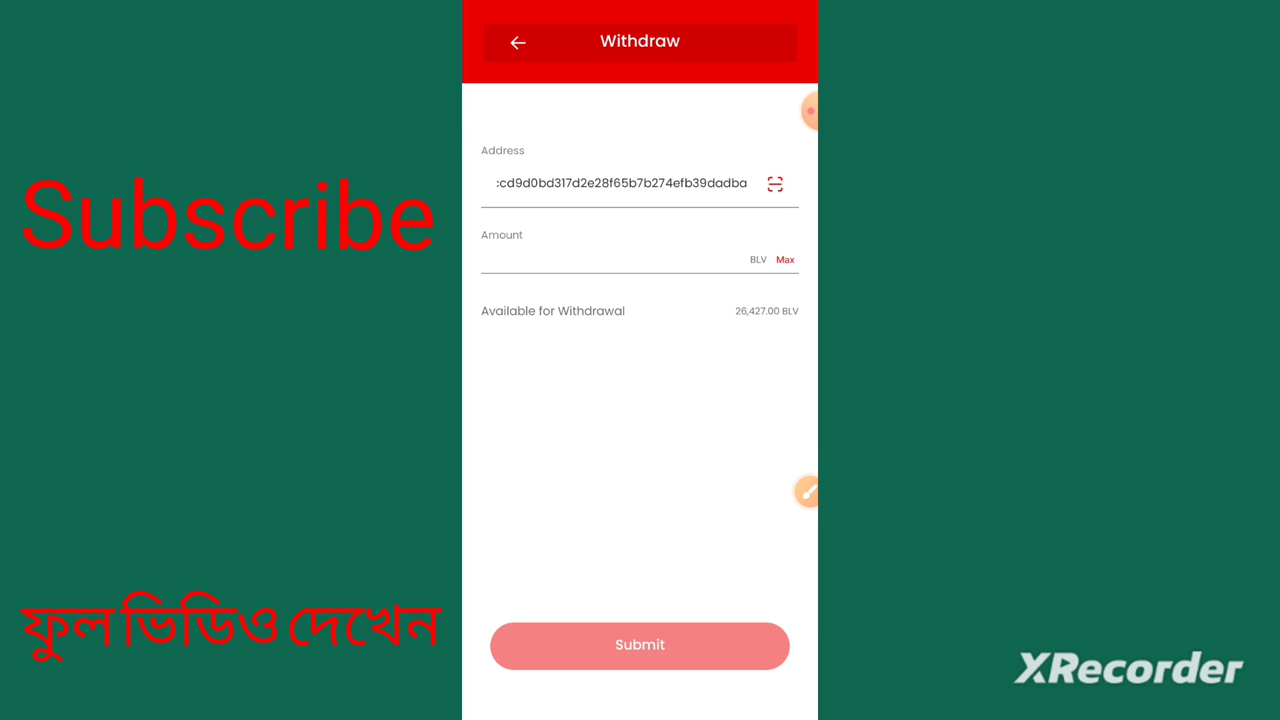 Withdraw
Address
:cd9d0bd317d2e28f65b7b274efb39dadba
Subscribe
Amount
BLV Max
Available for Withdrawal 26,427.00 BLV
ফুল ভিডিও দেখেন
Submit
XRecorder